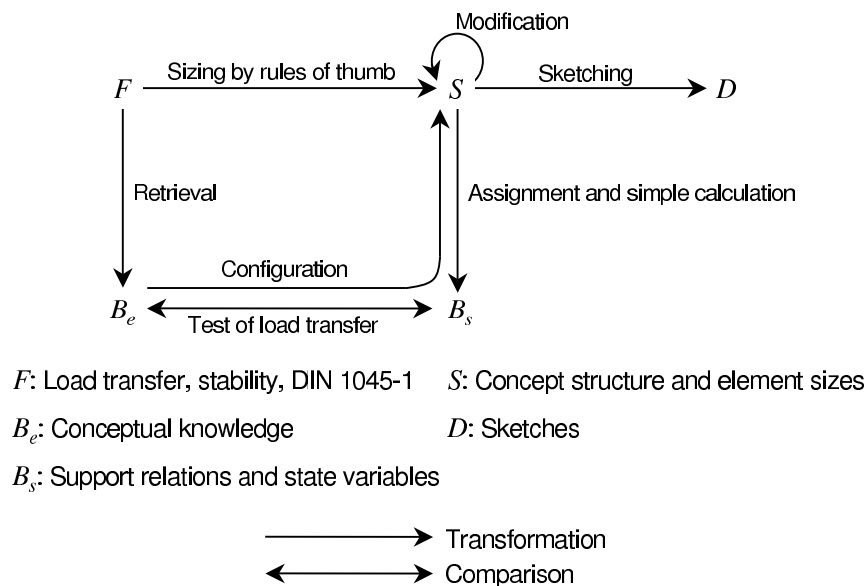 Modification
Sizing by rules of thumb
Sketching
F S D
Retrieval
Assignment and simple calculation
Configuration
Bₑ Bₛ
Test of load transfer
F: Load transfer, stability, DIN 1045-1 S: Concept structure and element sizes
Bₑ: Conceptual knowledge D: Sketches
Bₛ: Support relations and state variables
Transformation
Comparison